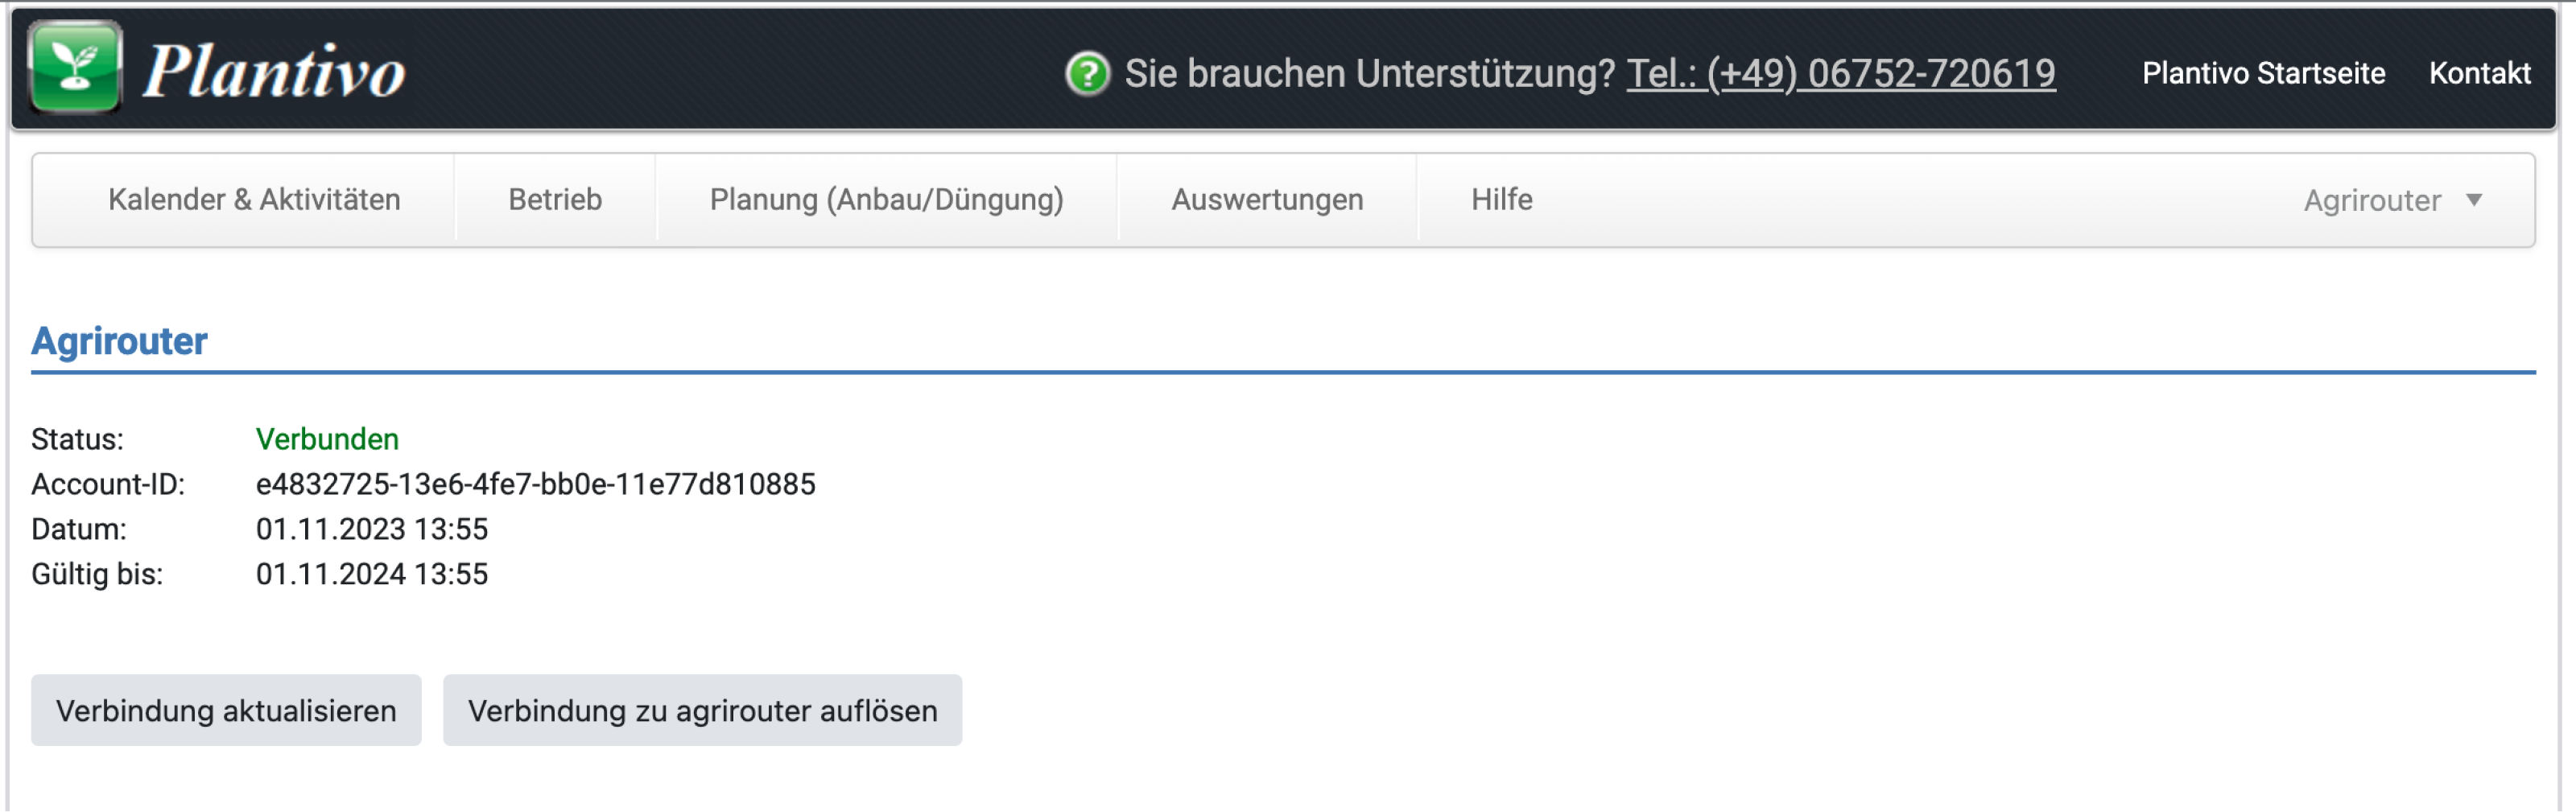 Plantivo
? Sie brauchen Unterstützung? Tel.: (+49) 06752-720619 Plantivo Startseite Kontakt
Kalender & Aktivitäten Betrieb Planung (Anbau/Düngung) Auswertungen Hilfe Agrirouter ▼
Agrirouter
Status: Verbunden
Account-ID: e4832725-13e6-4fe7-bb0e-11e77d810885
Datum: 01.11.2023 13:55
Gültig bis: 01.11.2024 13:55
Verbindung aktualisieren Verbindung zu agrirouter auflösen